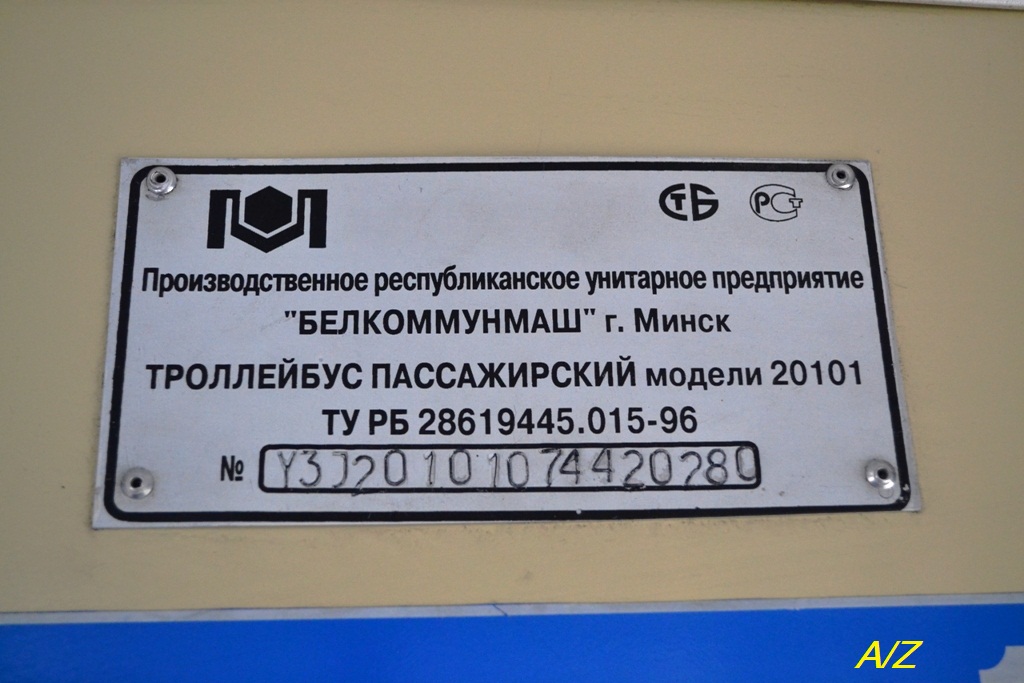 СТБ РСТ
Производственное республиканское унитарное предприятие
"БЕЛКОММУНМАШ" г. Минск
ТРОЛЛЕЙБУС ПАССАЖИРСКИЙ модели 20101
ТУ РБ 28619445.015-96
№ Y3J20101074420280
A/Z